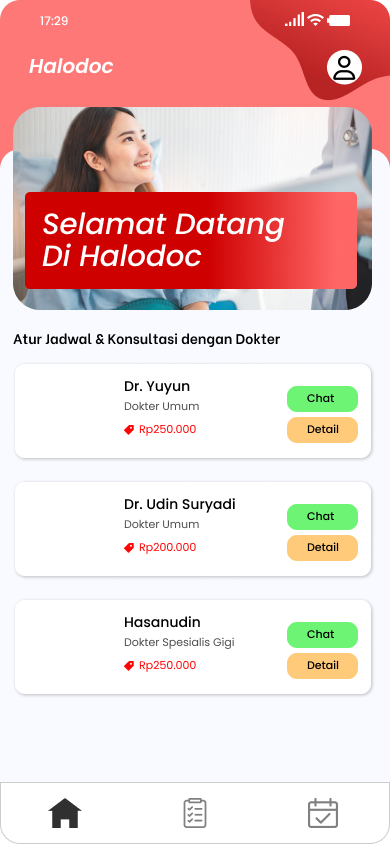 17:29
Halodoc
Selamat Datang
Di Halodoc
Atur Jadwal & Konsultasi dengan Dokter
Dr. Yuyun
Dokter Umum
Rp250.000
Chat
Detail
Dr. Udin Suryadi
Dokter Umum
Rp200.000
Chat
Detail
Hasanudin
Dokter Spesialis Gigi
Rp250.000
Chat
Detail